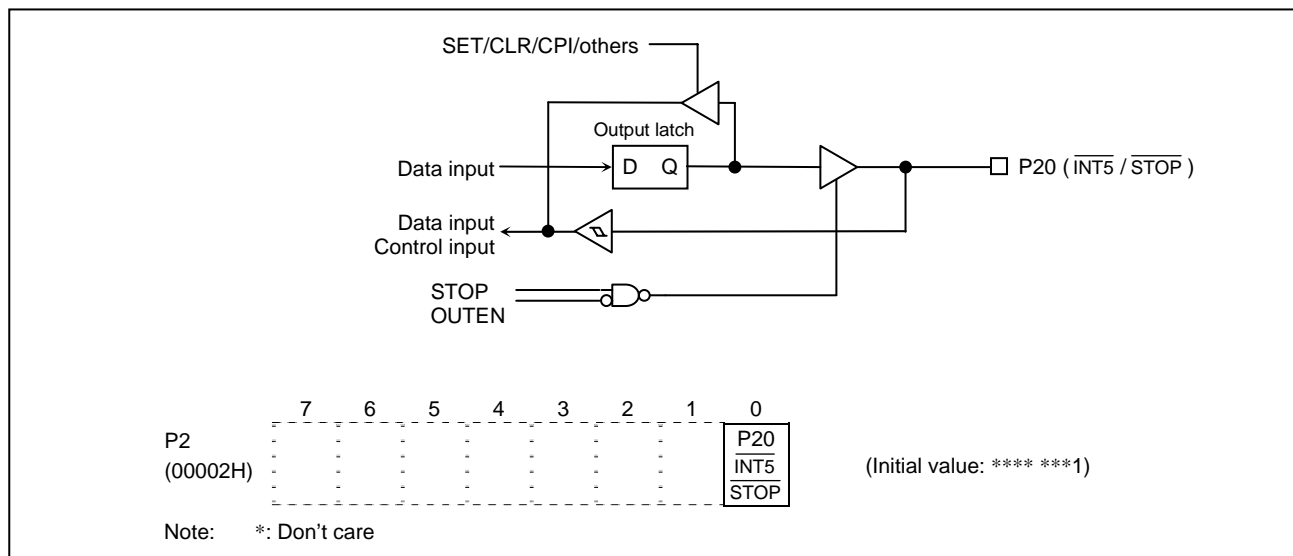 SET/CLR/CPI/others
Output latch
Data input
D Q
P20 ( INT5 / STOP )
Data input
Control input
STOP
OUTEN
7 6 5 4 3 2 1 0
P2
(00002H)
P20
INT5
STOP
(Initial value: **** ***1)
Note: *: Don't care